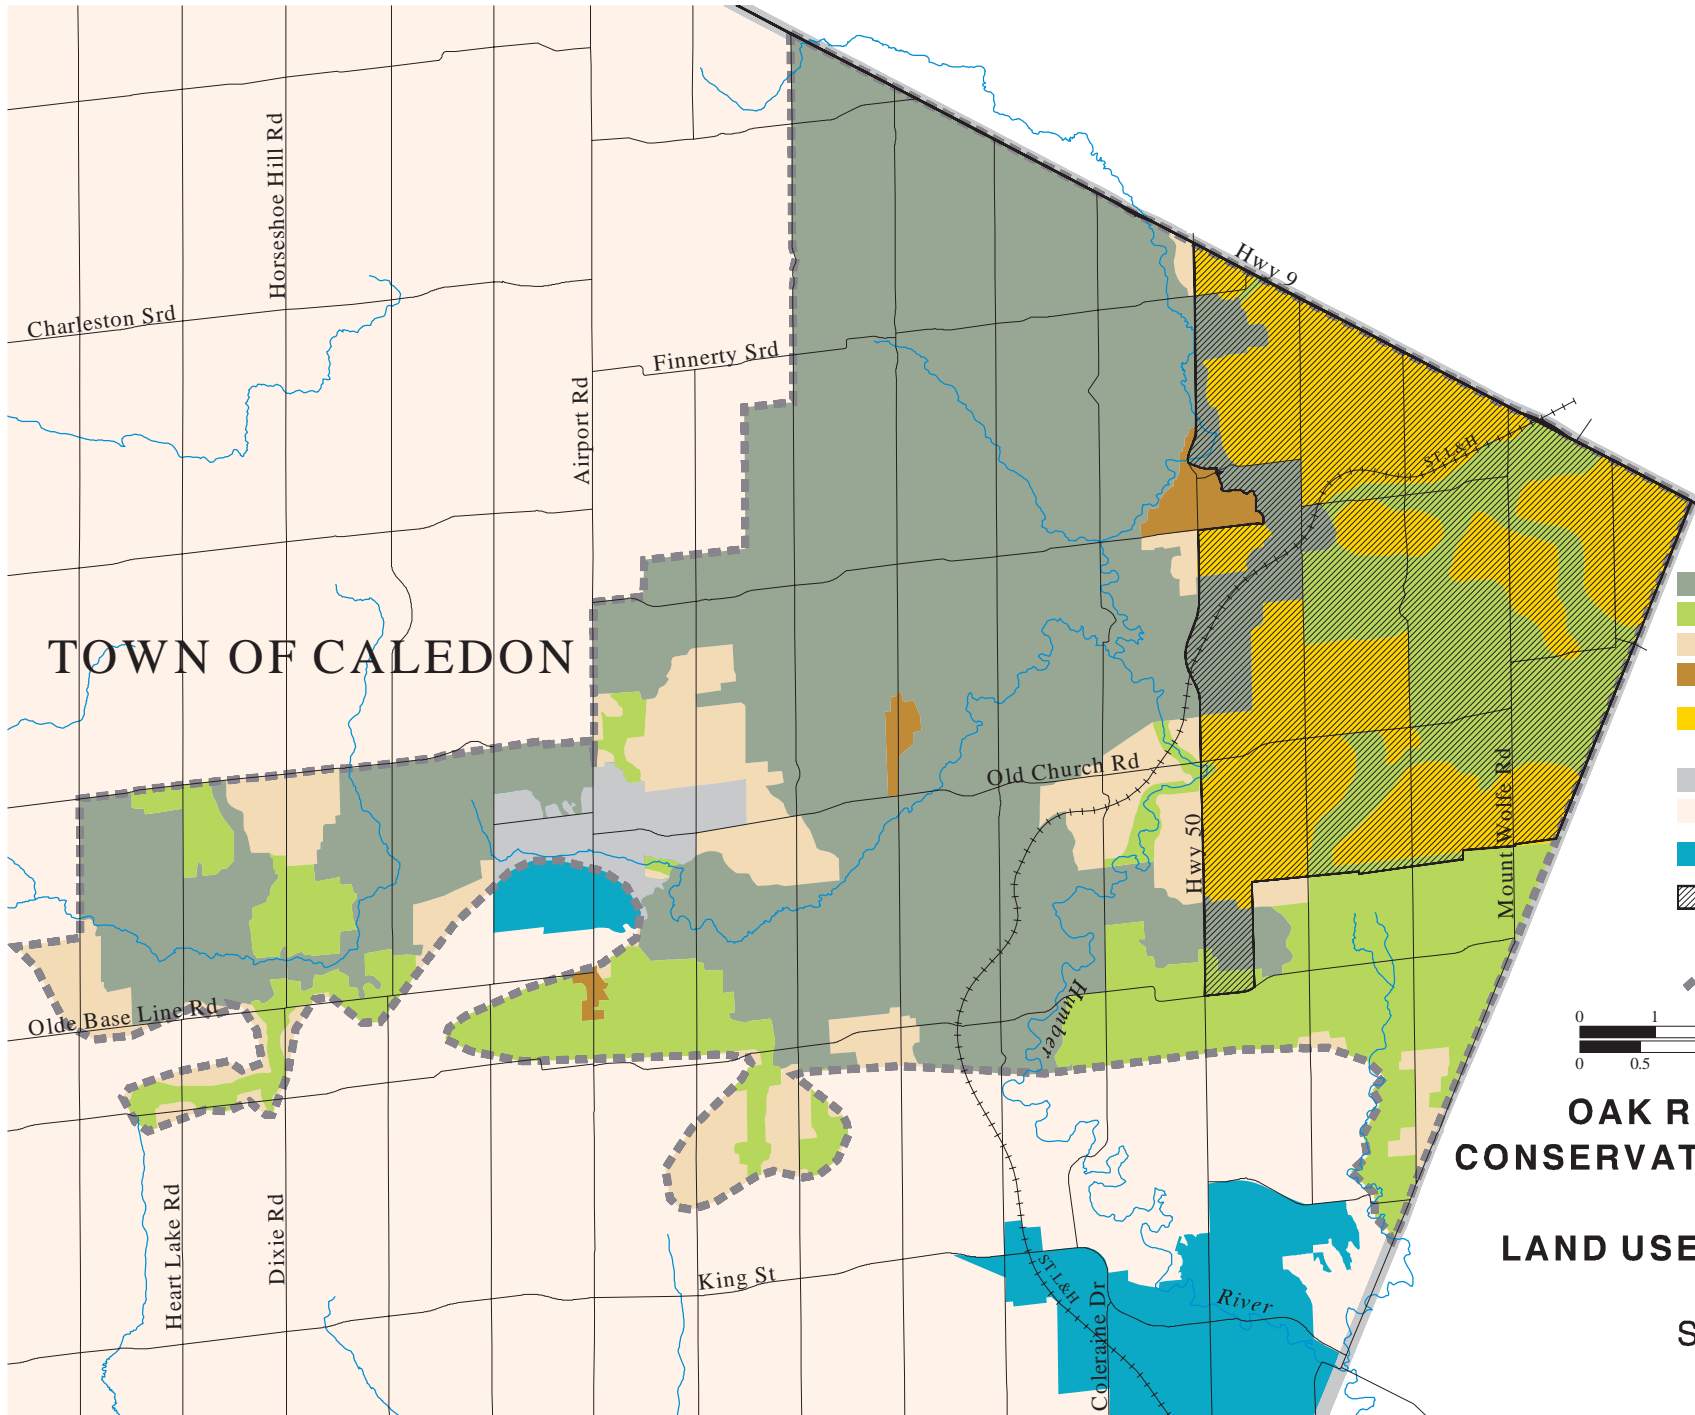 Hwy 9
Horseshoe Hill Rd
Charleston Srd
Finnerty Srd
Airport Rd
ST.L&H
TOWN OF CALEDON
Old Church Rd
Mount Wolfe Rd
Hwy 50
Olde Base Line Rd
Humber
0 1
0 0.5
OAK R
CONSERVAT
Heart Lake Rd
Dixie Rd
LAND USE
King St
ST.L&H
Coleraine Dr
River
S